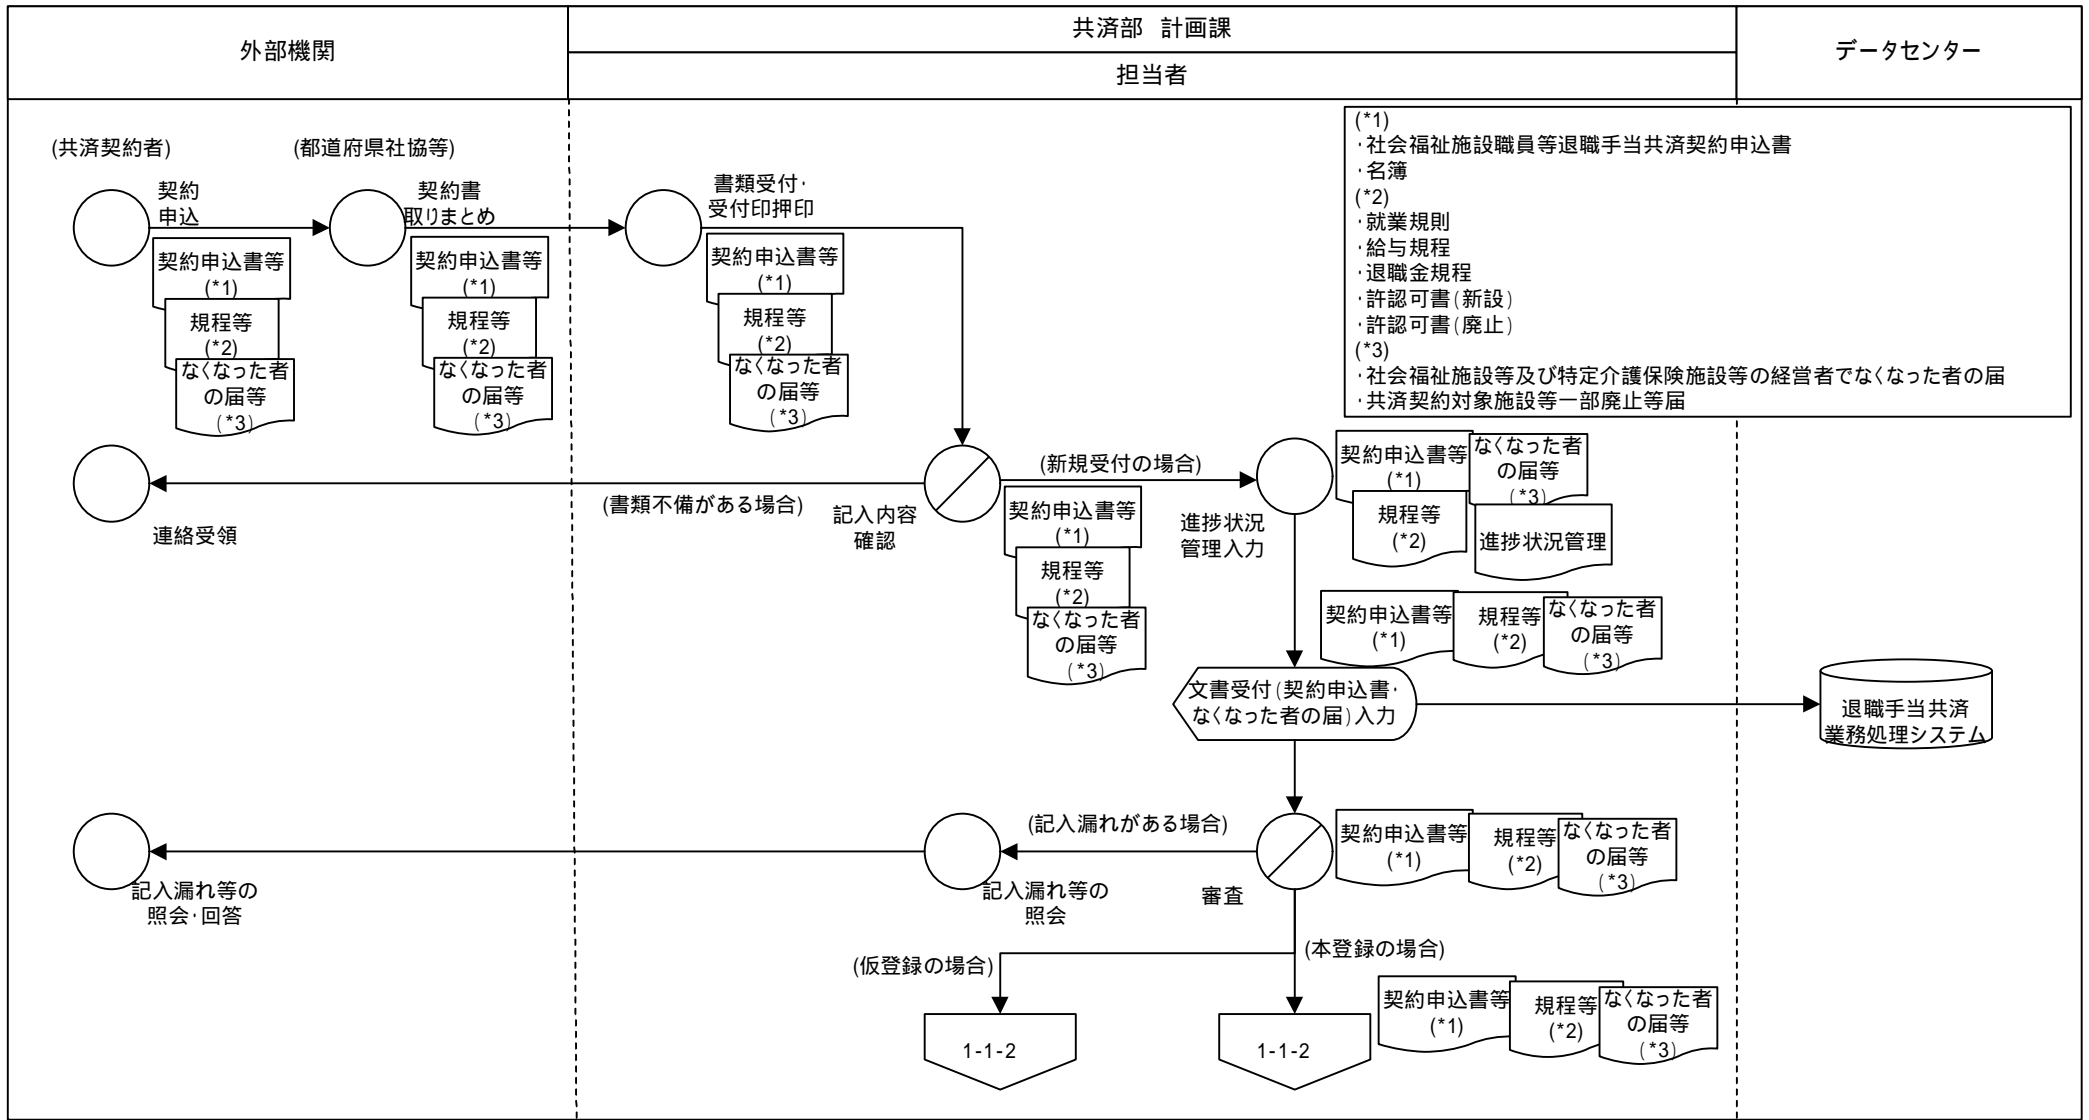 外部機関
共済部 計画課
担当者
データセンター
(*1)
・社会福祉施設職員等退職手当共済契約申込書
・名簿
(*2)
・就業規則
・給与規程
・退職金規程
・許認可書(新設)
・許認可書(廃止)
(*3)
・社会福祉施設等及び特定介護保険施設等の経営者でなくなった者の届
・共済契約対象施設等一部廃止等届
(共済契約者)
(都道府県社協等)
契約
申込
契約書
取りまとめ
書類受付・
受付印押印
契約申込書等
(*1)
規程等
(*2)
なくなった者
の届等
(*3)
契約申込書等
(*1)
規程等
(*2)
なくなった者
の届等
(*3)
契約申込書等
(*1)
規程等
(*2)
なくなった者
の届等
(*3)
連絡受領
(書類不備がある場合)
記入内容
確認
(新規受付の場合)
契約申込書等
(*1)
規程等
(*2)
なくなった者
の届等
(*3)
進捗状況
管理入力
契約申込書等
(*1)
なくなった者
の届等
(*3)
規程等
(*2)
進捗状況管理
契約申込書等
(*1)
規程等
(*2)
なくなった者
の届等
(*3)
文書受付(契約申込書・
なくなった者の届)入力
退職手当共済
業務処理システム
記入漏れ等の
照会・回答
記入漏れ等の
照会
(記入漏れがある場合)
審査
契約申込書等
(*1)
規程等
(*2)
なくなった者
の届等
(*3)
(仮登録の場合)
(本登録の場合)
1-1-2
1-1-2
契約申込書等
(*1)
規程等
(*2)
なくなった者
の届等
(*3)